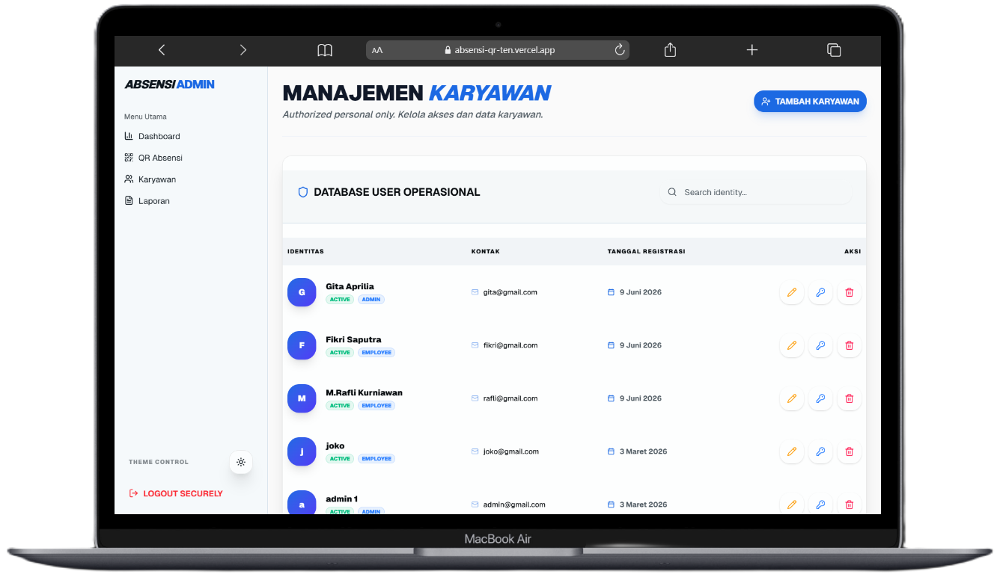 AA absensi-qr-ten.vercel.app
ABSENSIADMIN
Menu Utama
Dashboard
QR Absensi
Karyawan
Laporan
THEME CONTROL
LOGOUT SECURELY
MANAJEMEN KARYAWAN
Authorized personal only. Kelola akses dan data karyawan.
TAMBAH KARYAWAN
DATABASE USER OPERASIONAL
Search identity...
IDENTITAS KONTAK TANGGAL REGISTRASI AKSI
G Gita Aprilia gita@gmail.com 9 Juni 2026
ACTIVE ADMIN
F Fikri Saputra fikri@gmail.com 9 Juni 2026
ACTIVE EMPLOYEE
M M.Rafli Kurniawan rafli@gmail.com 9 Juni 2026
ACTIVE EMPLOYEE
j joko joko@gmail.com 3 Maret 2026
ACTIVE EMPLOYEE
a admin 1 admin@gmail.com 3 Maret 2026
ACTIVE ADMIN
MacBook Air